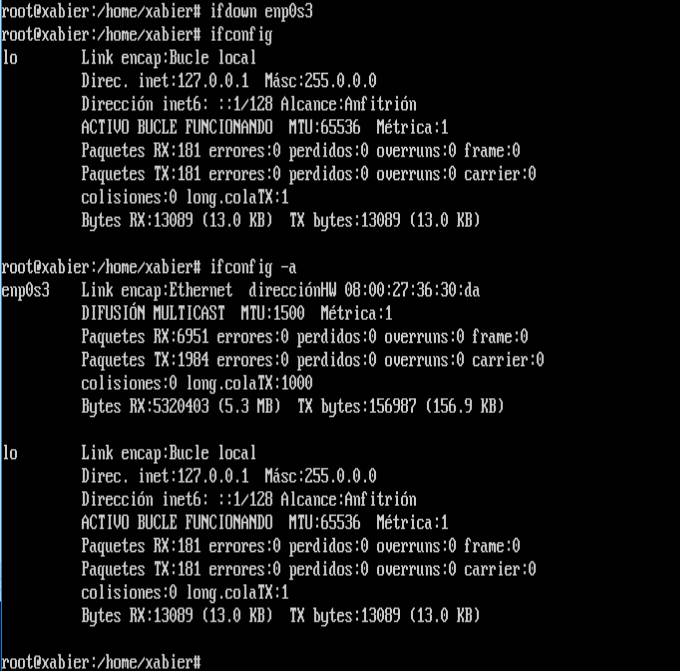 root@xabier:/home/xabier# ifdown enp0s3
root@xabier:/home/xabier# ifconfig
lo        Link encap:Bucle local
          Direc. inet:127.0.0.1  Másc:255.0.0.0
          Dirección inet6: ::1/128 Alcance:Anfitrión
          ACTIVO BUCLE FUNCIONANDO  MTU:65536  Métrica:1
          Paquetes RX:181 errores:0 perdidos:0 overruns:0 frame:0
          Paquetes TX:181 errores:0 perdidos:0 overruns:0 carrier:0
          colisiones:0 long.colaTX:1
          Bytes RX:13089 (13.0 KB)  TX bytes:13089 (13.0 KB)
root@xabier:/home/xabier# ifconfig -a
enp0s3    Link encap:Ethernet  direcciónHW 08:00:27:36:30:da
          DIFUSIÓN MULTICAST  MTU:1500  Métrica:1
          Paquetes RX:6951 errores:0 perdidos:0 overruns:0 frame:0
          Paquetes TX:1984 errores:0 perdidos:0 overruns:0 carrier:0
          colisiones:0 long.colaTX:1000
          Bytes RX:5320403 (5.3 MB)  TX bytes:156987 (156.9 KB)
lo        Link encap:Bucle local
          Direc. inet:127.0.0.1  Másc:255.0.0.0
          Dirección inet6: ::1/128 Alcance:Anfitrión
          ACTIVO BUCLE FUNCIONANDO  MTU:65536  Métrica:1
          Paquetes RX:181 errores:0 perdidos:0 overruns:0 frame:0
          Paquetes TX:181 errores:0 perdidos:0 overruns:0 carrier:0
          colisiones:0 long.colaTX:1
          Bytes RX:13089 (13.0 KB)  TX bytes:13089 (13.0 KB)
root@xabier:/home/xabier#